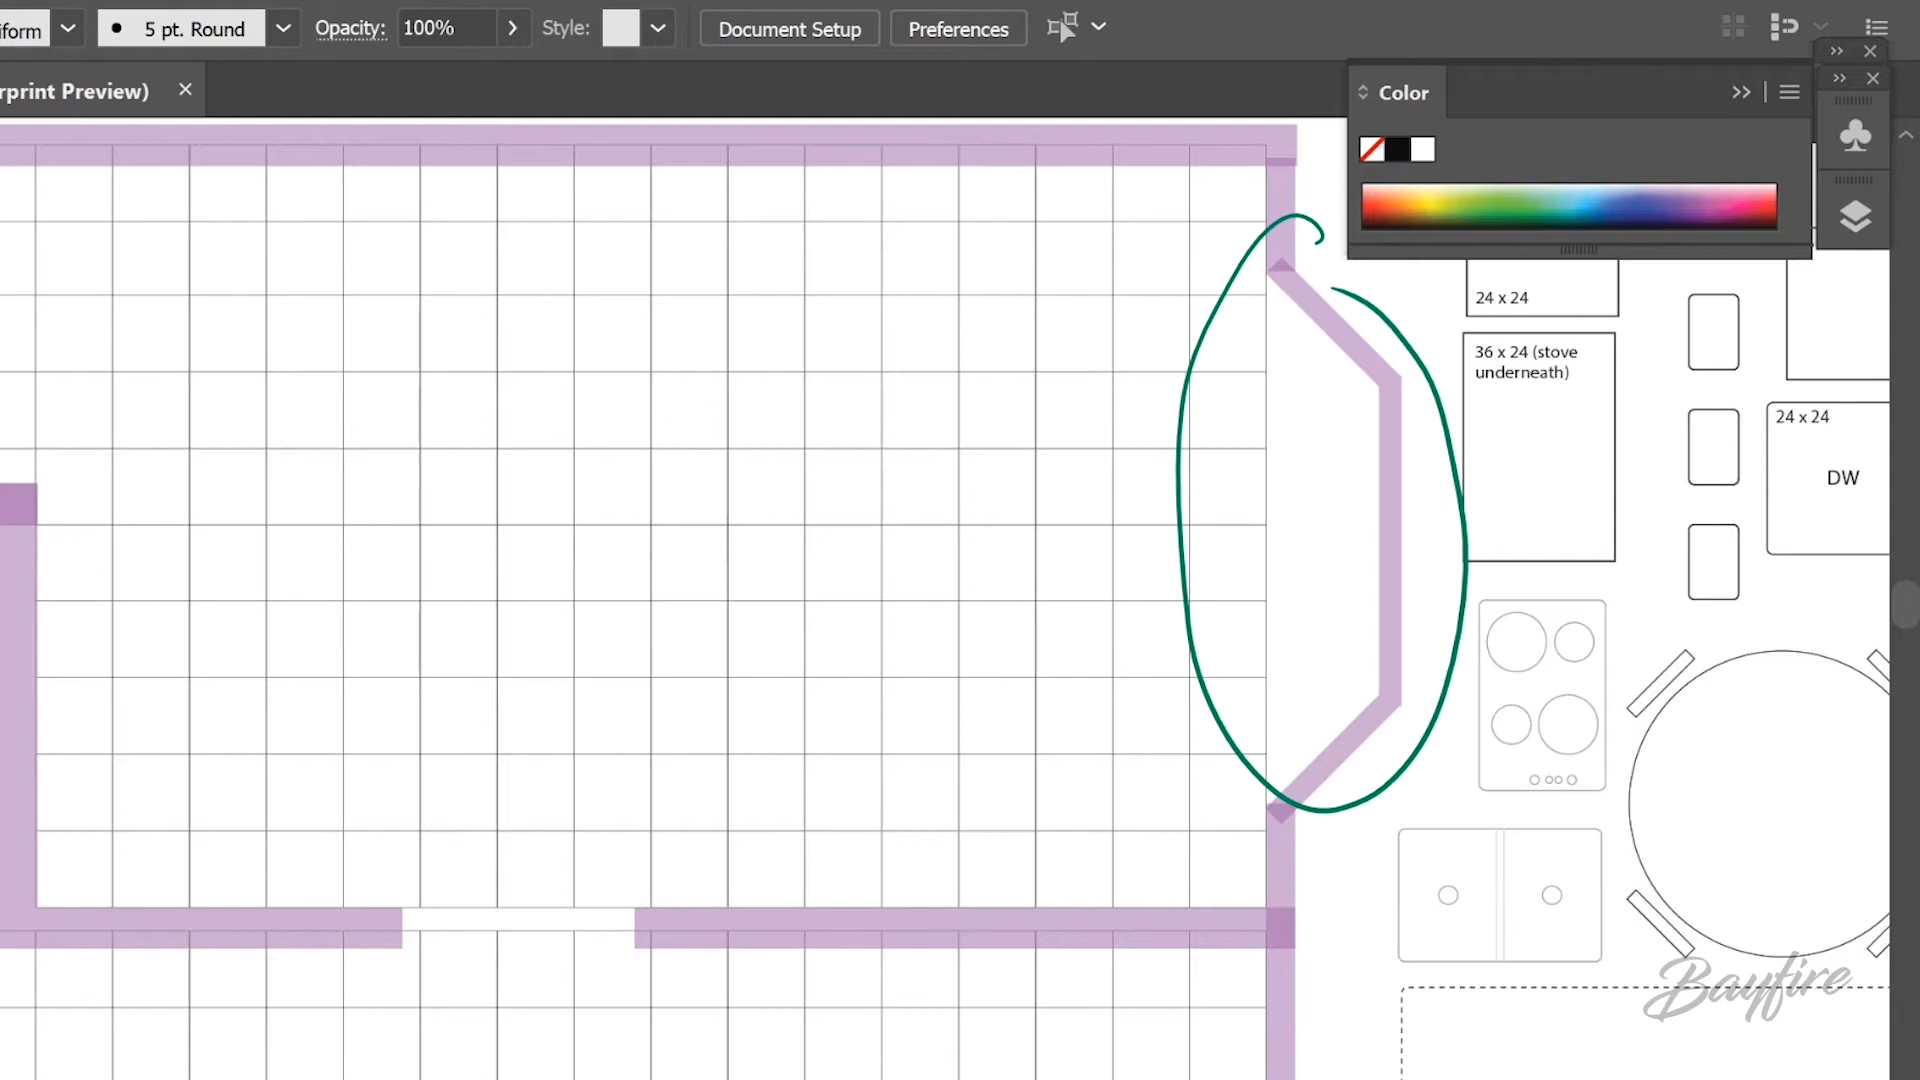 iform
5 pt. Round
Opacity:
100%
Style:
Document Setup
Preferences
rprint Preview)
Color
24 x 24
36 x 24 (stove
underneath)
24 x 24
DW
Bayfire